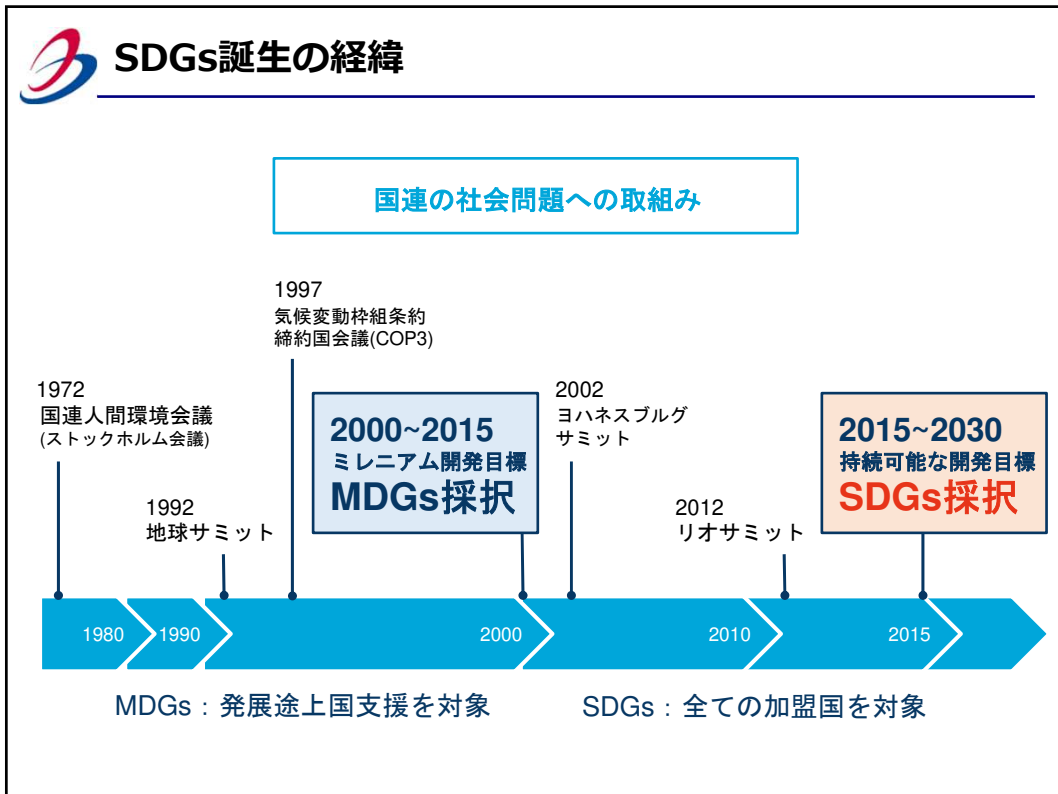 SDGs誕生の経緯
国連の社会問題への取組み
1997
気候変動枠組条約
締約国会議(COP3)
1972
国連人間環境会議
(ストックホルム会議)
1992
地球サミット
2000~2015
ミレニアム開発目標
MDGs採択
2002
ヨハネスブルグ
サミット
2012
リオサミット
2015~2030
持続可能な開発目標
SDGs採択
1980
1990
2000
2010
2015
MDGs：発展途上国支援を対象
SDGs：全ての加盟国を対象